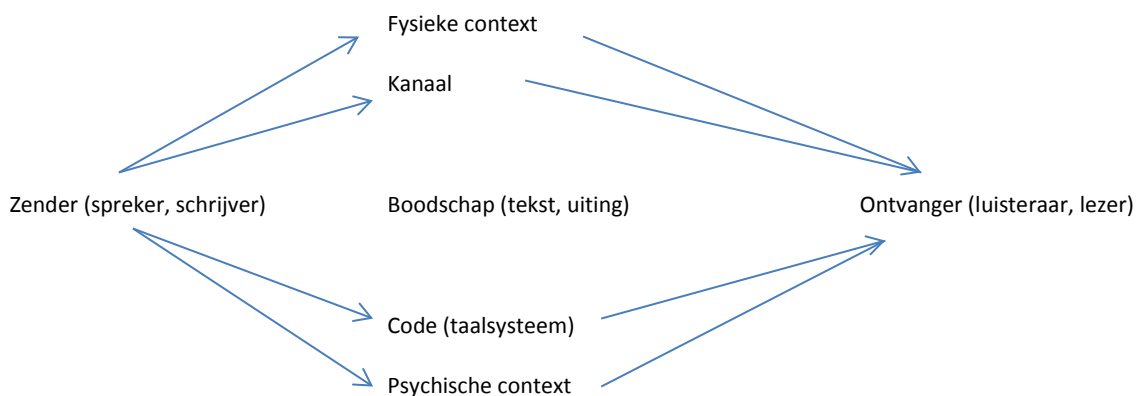 Fysieke context
Kanaal
Zender (spreker, schrijver)
Boodschap (tekst, uiting)
Ontvanger (luisteraar, lezer)
Code (taalsysteem)
Psychische context